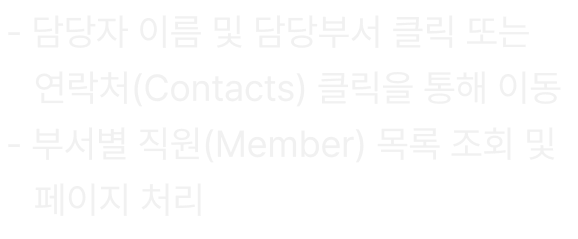 - 담당자 이름 및 담당부서 클릭 또는
연락처(Contacts) 클릭을 통해 이동
- 부서별 직원(Member) 목록 조회 및
페이지 처리